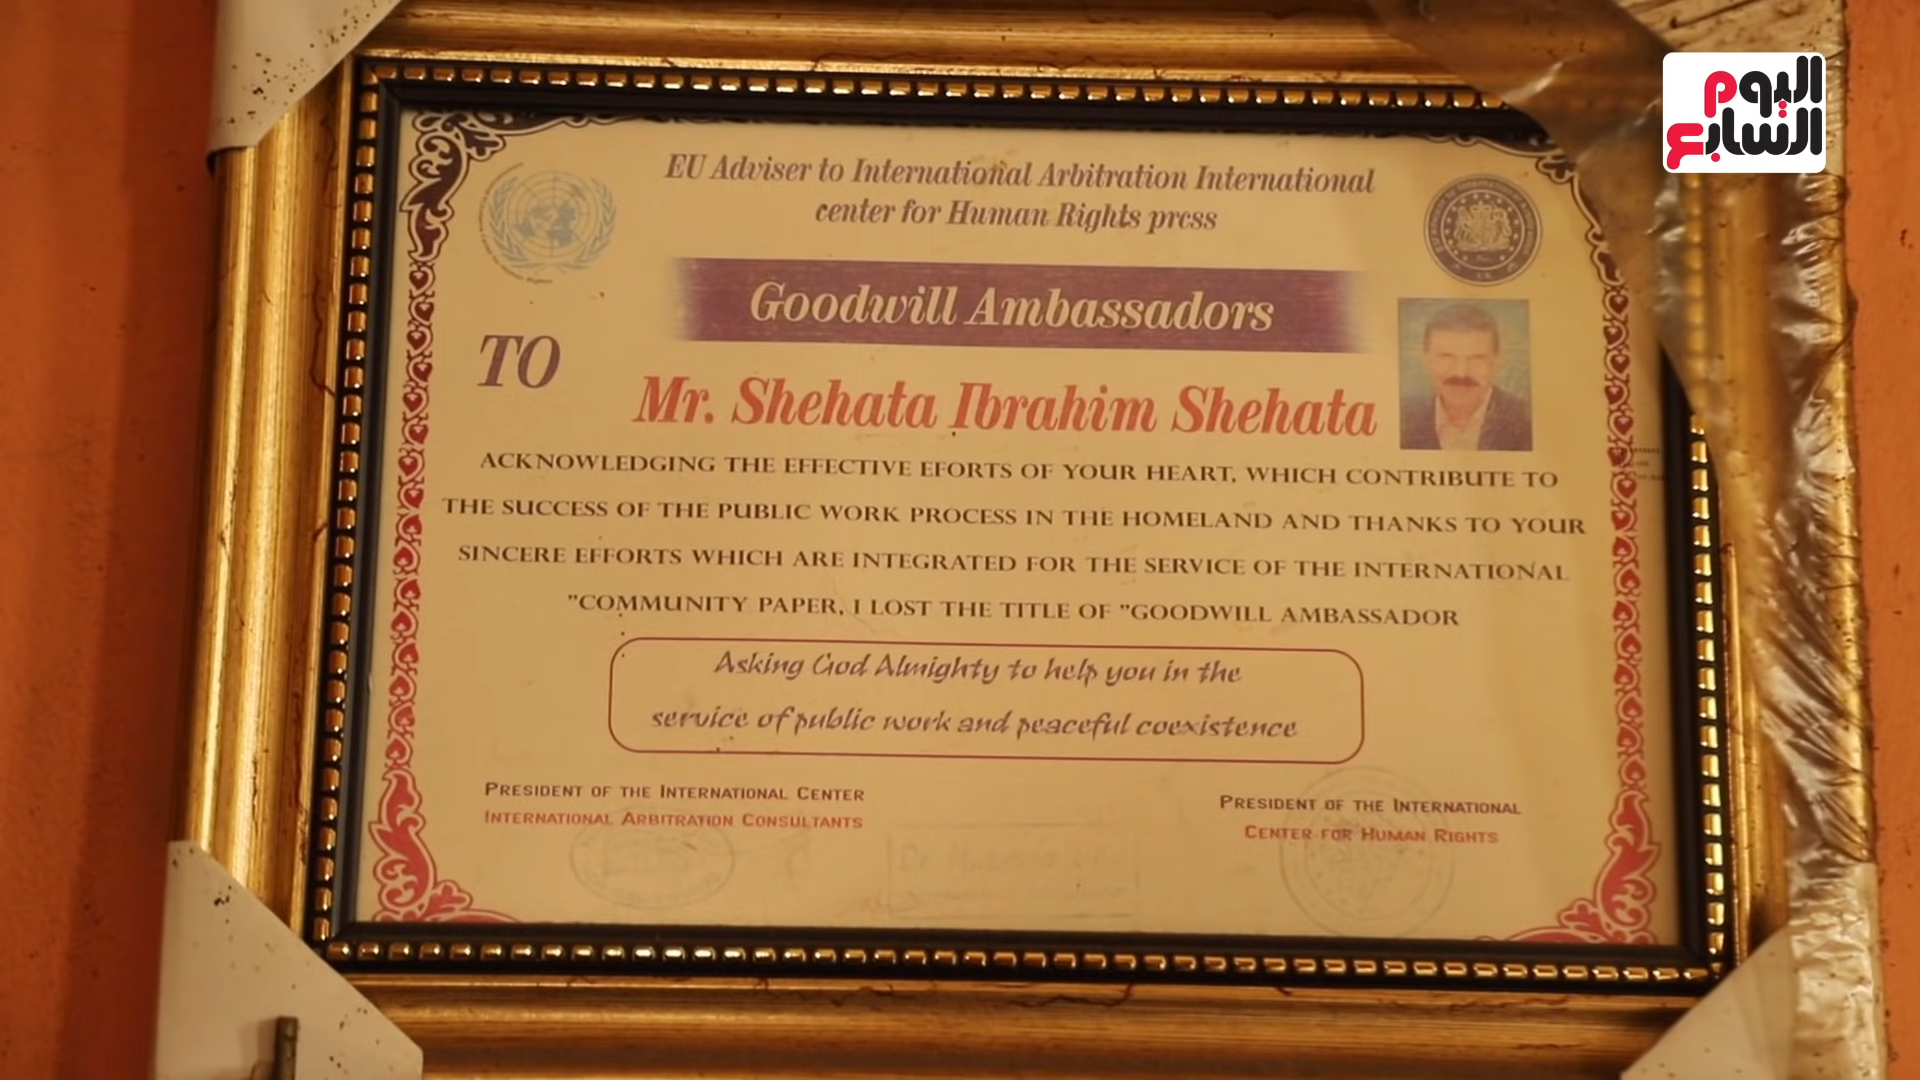 اليوم
السابع
EU Adviser to International Arbitration International
center for Human Rights press
Goodwill Ambassadors
TO
Mr. Shehata Ibrahim Shehata
ACKNOWLEDGING THE EFFECTIVE EFORTS OF YOUR HEART, WHICH CONTRIBUTE TO
THE SUCCESS OF THE PUBLIC WORK PROCESS IN THE HOMELAND AND THANKS TO YOUR
SINCERE EFFORTS WHICH ARE INTEGRATED FOR THE SERVICE OF THE INTERNATIONAL
"COMMUNITY PAPER, I LOST THE TITLE OF "GOODWILL AMBASSADOR
Asking God Almighty to help you in the
service of public work and peaceful coexistence
PRESIDENT OF THE INTERNATIONAL CENTER
INTERNATIONAL ARBITRATION CONSULTANTS
PRESIDENT OF THE INTERNATIONAL
CENTER FOR HUMAN RIGHTS